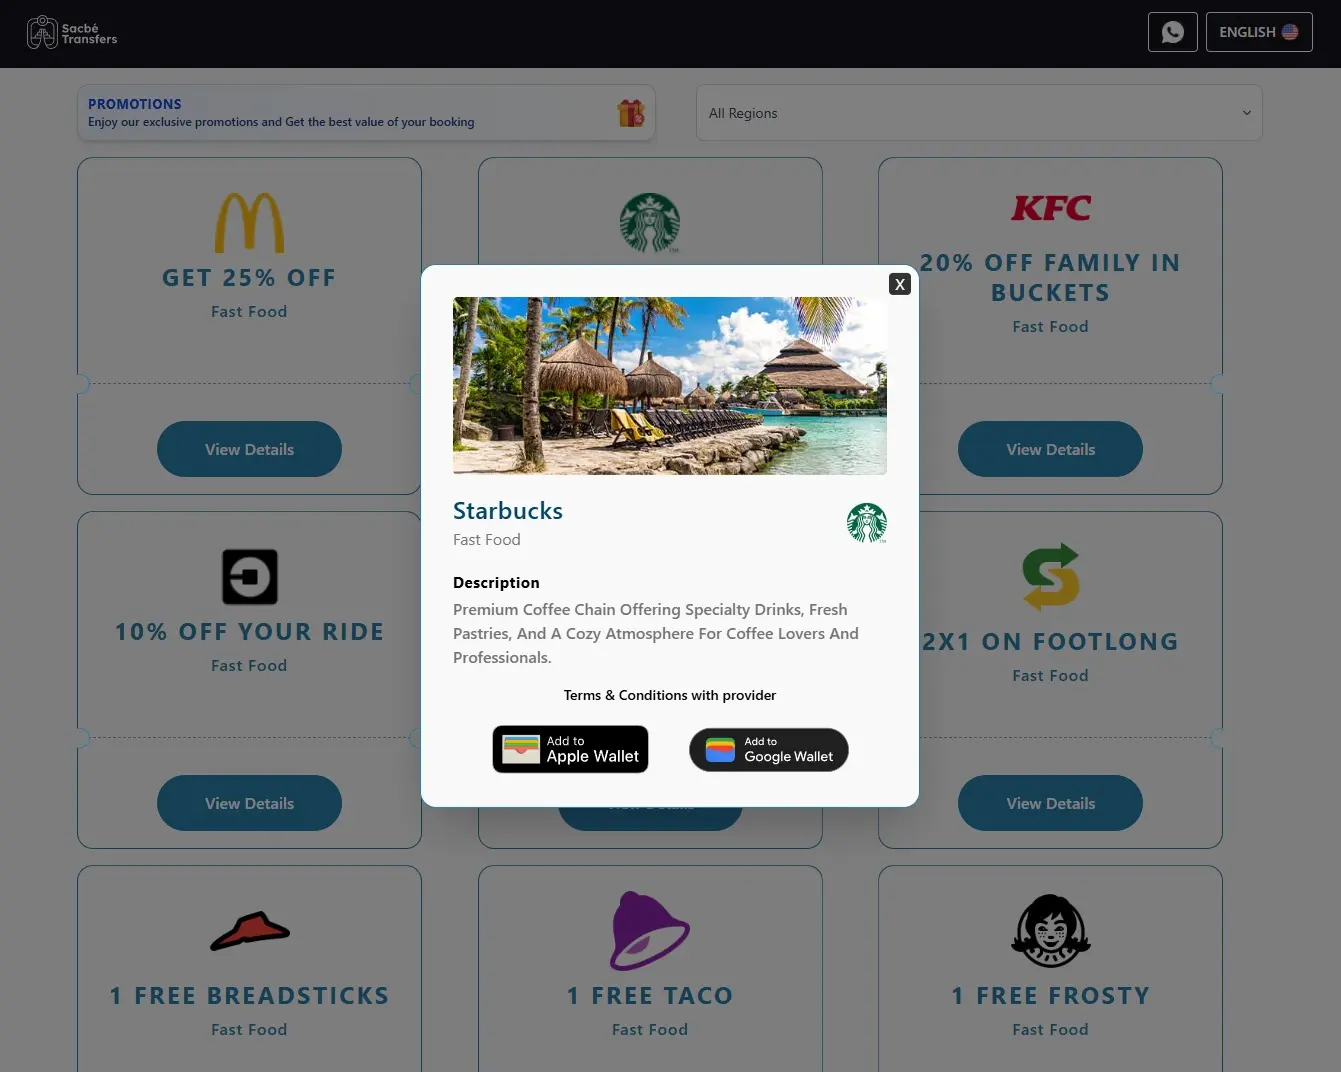 Sacbé
Transfers
ENGLISH
PROMOTIONS
Enjoy our exclusive promotions and Get the best value of your booking
All Regions
GET 25% OFF
Fast Food
View Details
KFC
20% OFF FAMILY IN
BUCKETS
Fast Food
View Details
X
Starbucks
Fast Food
Description
Premium Coffee Chain Offering Specialty Drinks, Fresh
Pastries, And A Cozy Atmosphere For Coffee Lovers And
Professionals.
Terms & Conditions with provider
Add to
Apple Wallet
Add to
Google Wallet
10% OFF YOUR RIDE
Fast Food
View Details
View Details
2X1 ON FOOTLONG
Fast Food
View Details
1 FREE BREADSTICKS
Fast Food
1 FREE TACO
Fast Food
1 FREE FROSTY
Fast Food